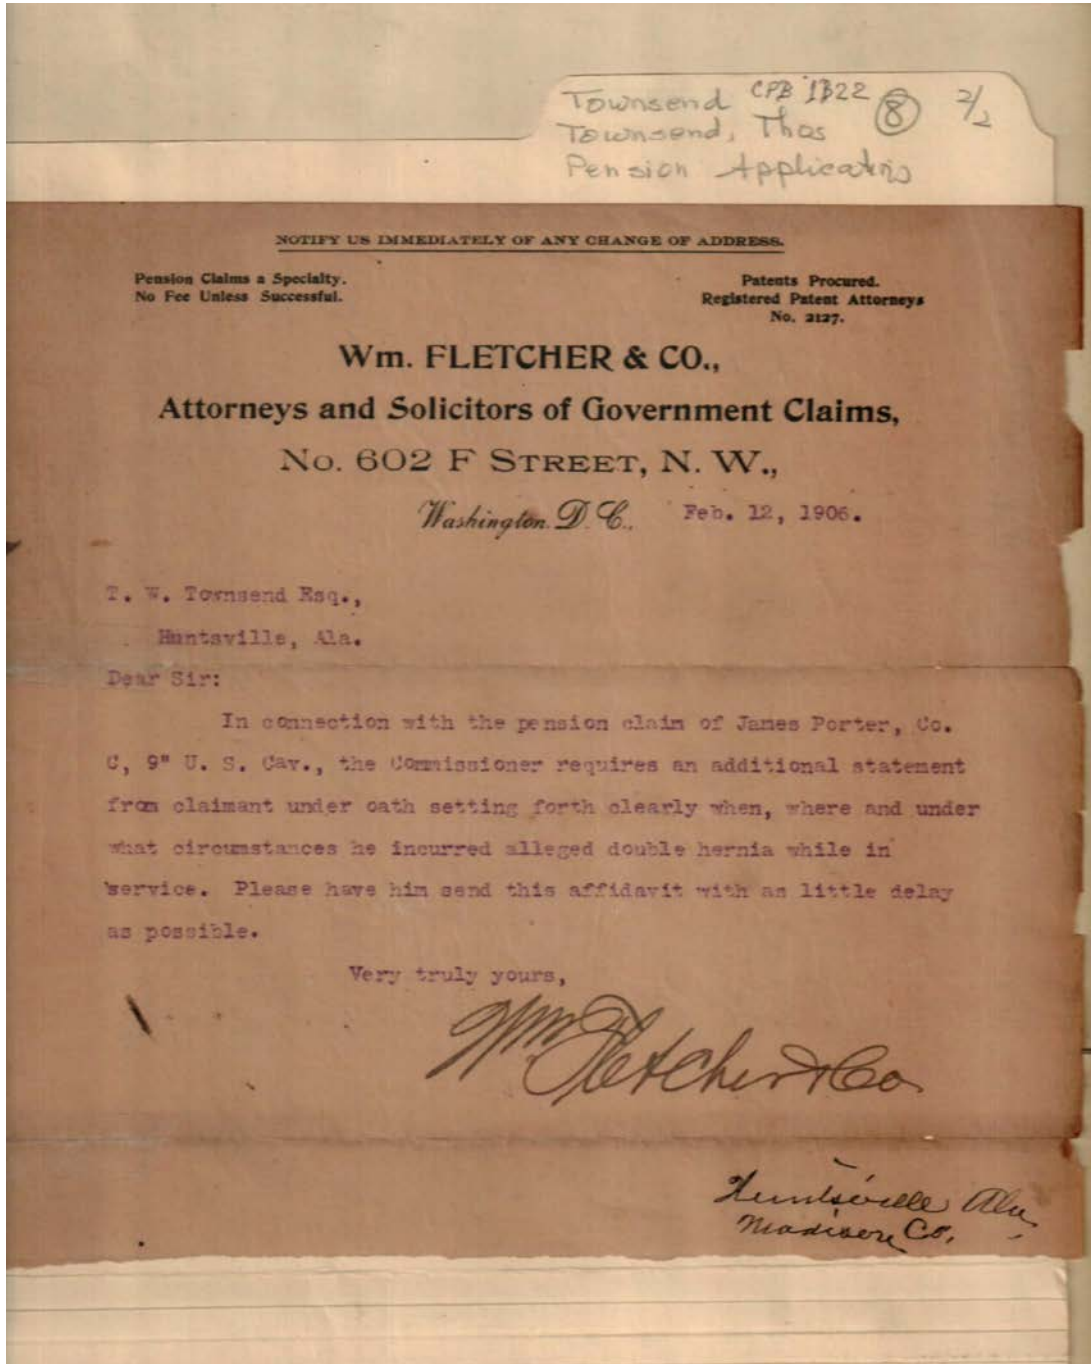 Townsend CPB 1B22 8 2/2
Townsend, Thos
Pension Applications
NOTIFY US IMMEDIATELY OF ANY CHANGE OF ADDRESS.
Pension Claims a Specialty.
No Fee Unless Successful.
Patents Procured.
Registered Patent Attorneys
No. 2127.
Wm. FLETCHER & CO.,
Attorneys and Solicitors of Government Claims,
No. 602 F STREET, N. W.,
Washington. D. C., Feb. 12, 1906.
T. W. Townsend Esq.,
Huntsville, Ala.
Dear Sir:
In connection with the pension claim of James Porter, Co.
C, 9" U. S. Cav., the Commissioner requires an additional statement
from claimant under oath setting forth clearly when, where and under
what circumstances he incurred alleged double hernia while in
service. Please have him send this affidavit with as little delay
as possible.
Very truly yours,
Wm Fletcher & Co
Huntsville Ala
Madison Co.